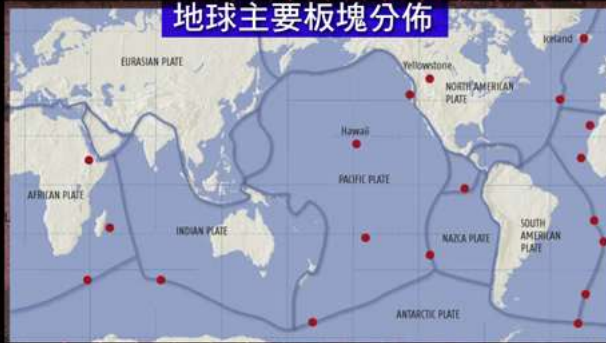 地球主要板塊分佈
Iceland
EURASIAN PLATE
Yellowstone
NORTH AMERICAN
PLATE
Hawaii
PACIFIC PLATE
AFRICAN PLATE
INDIAN PLATE
NAZCA PLATE
SOUTH
AMERICAN
PLATE
ANTARCTIC PLATE